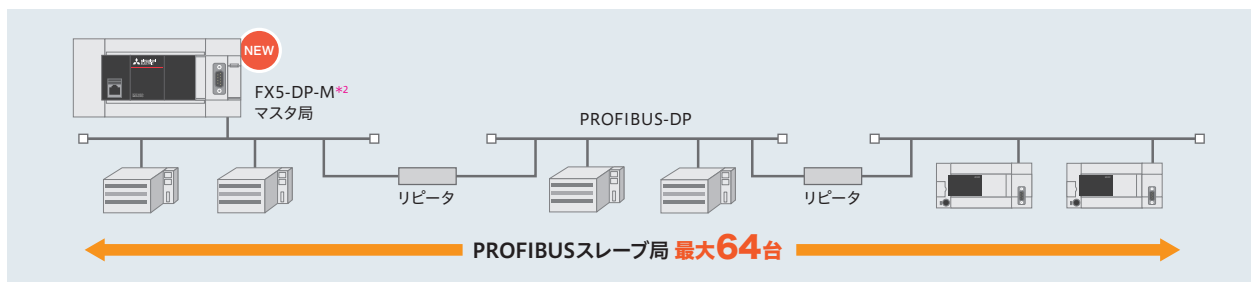 NEW
FX5-DP-M*2
マスタ局
PROFIBUS-DP
リピータ
リピータ
PROFIBUSスレーブ局 最大64台